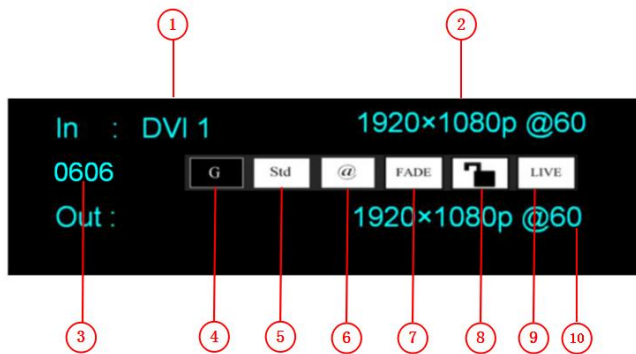 1 2
In : DVI 1 1920×1080p @60
0606 G Std @ FADE LIVE
Out : 1920×1080p @60
3 4 5 6 7 8 9 10